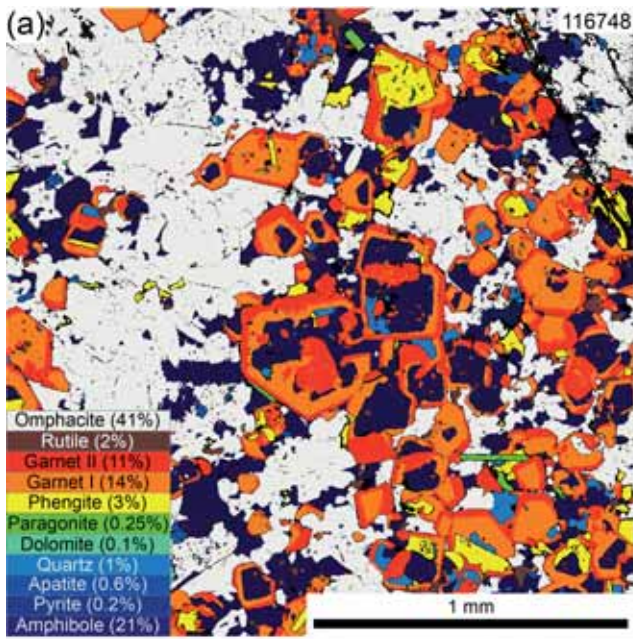 (a)
116748
Omphacite (41%)
Rutile (2%)
Garnet II (11%)
Garnet I (14%)
Phengite (3%)
Paragonite (0.25%)
Dolomite (0.1%)
Quartz (1%)
Apatite (0.6%)
Pyrite (0.2%)
Amphibole (21%)
1 mm